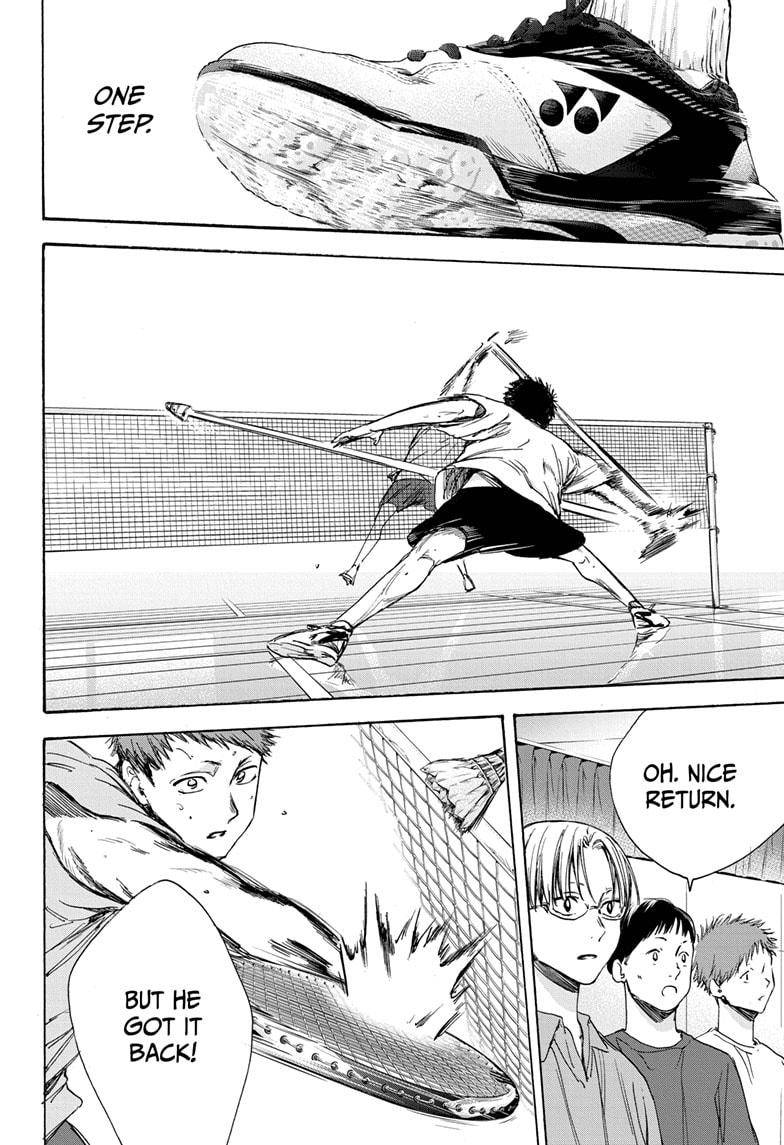 ONE
STEP.
OH. NICE
RETURN.
BUT HE
GOT IT
BACK!